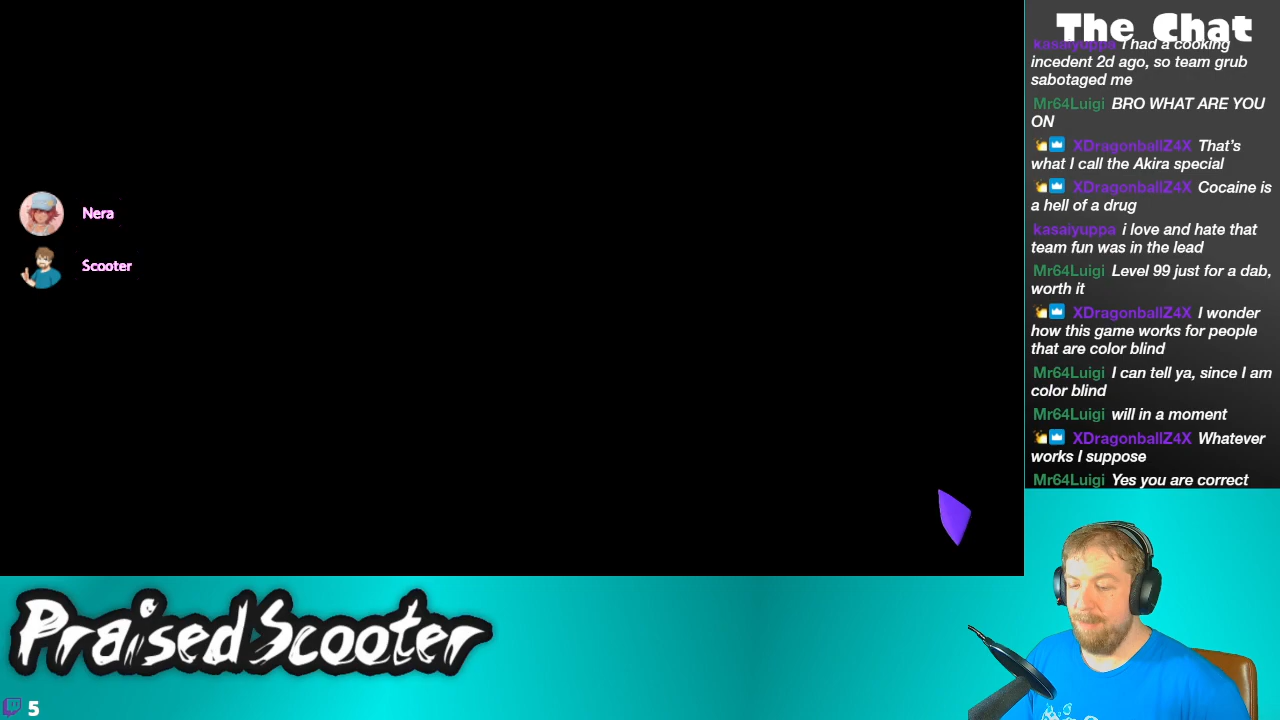 The Chat
kasaiyuppa I had a cooking
incedent 2d ago, so team grub
sabotaged me
Mr64Luigi BRO WHAT ARE YOU
ON
XDragonballZ4X That's
what I call the Akira special
XDragonballZ4X Cocaine is
a hell of a drug
kasaiyuppa i love and hate that
team fun was in the lead
Mr64Luigi Level 99 just for a dab,
worth it
XDragonballZ4X I wonder
how this game works for people
that are color blind
Mr64Luigi I can tell ya, since I am
color blind
Mr64Luigi will in a moment
XDragonballZ4X Whatever
works I suppose
Mr64Luigi Yes you are correct
Nera
Scooter
PraisedScooter
5